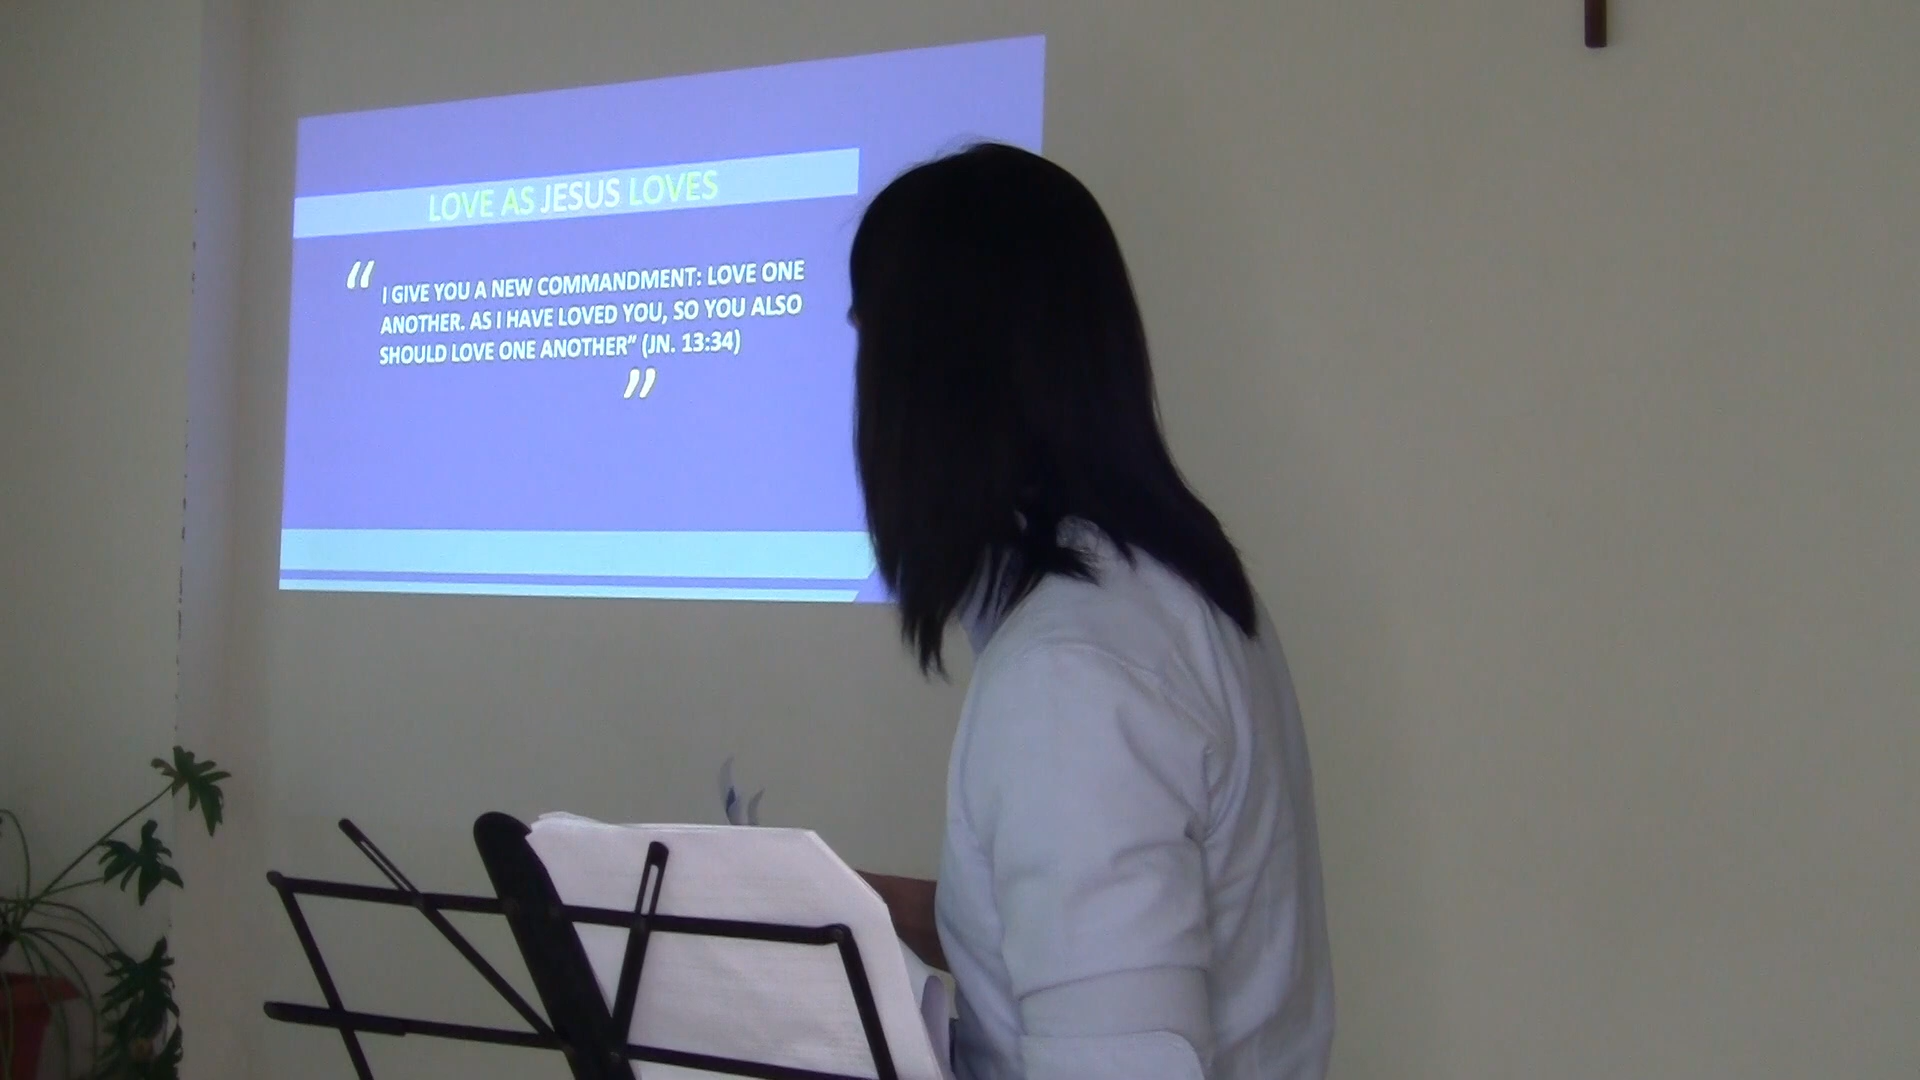 LOVE AS JESUS LOVES
“ I GIVE YOU A NEW COMMANDMENT: LOVE ONE
ANOTHER. AS I HAVE LOVED YOU, SO YOU ALSO
SHOULD LOVE ONE ANOTHER” (JN. 13:34)
”